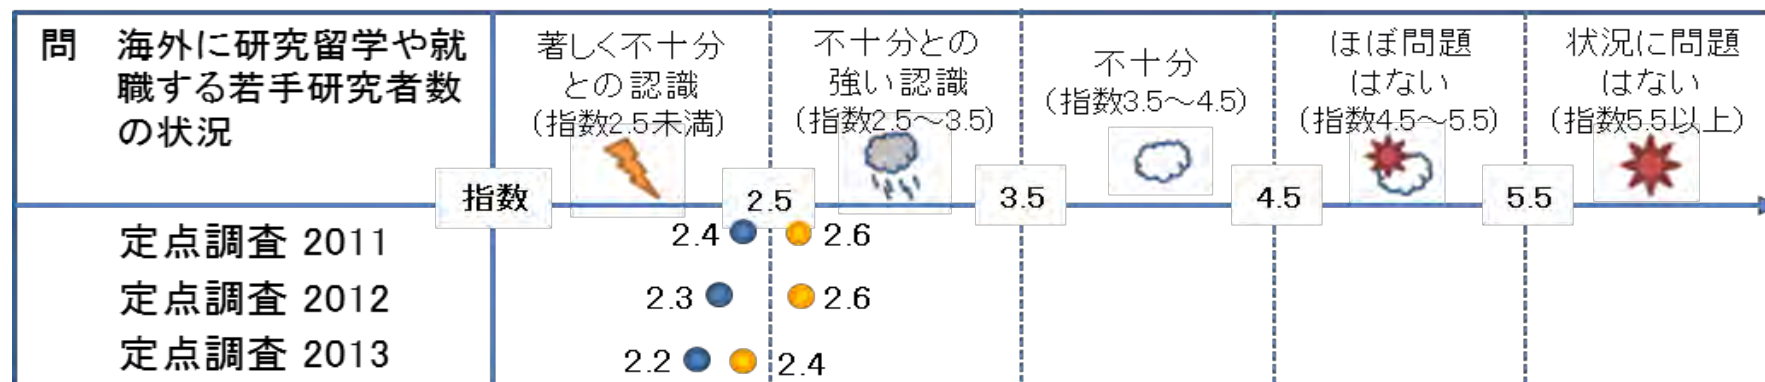 問 海外に研究留学や就
職する若手研究者数
の状況
著しく不十分
との認識
(指数2.5未満)
不十分との
強い認識
(指数2.5〜3.5)
不十分
(指数3.5〜4.5)
ほぼ問題
はない
(指数4.5〜5.5)
状況に問題
はない
(指数5.5以上)
指数
2.5
3.5
4.5
5.5
定点調査 2011
2.4
2.6
定点調査 2012
2.3
2.6
定点調査 2013
2.2
2.4